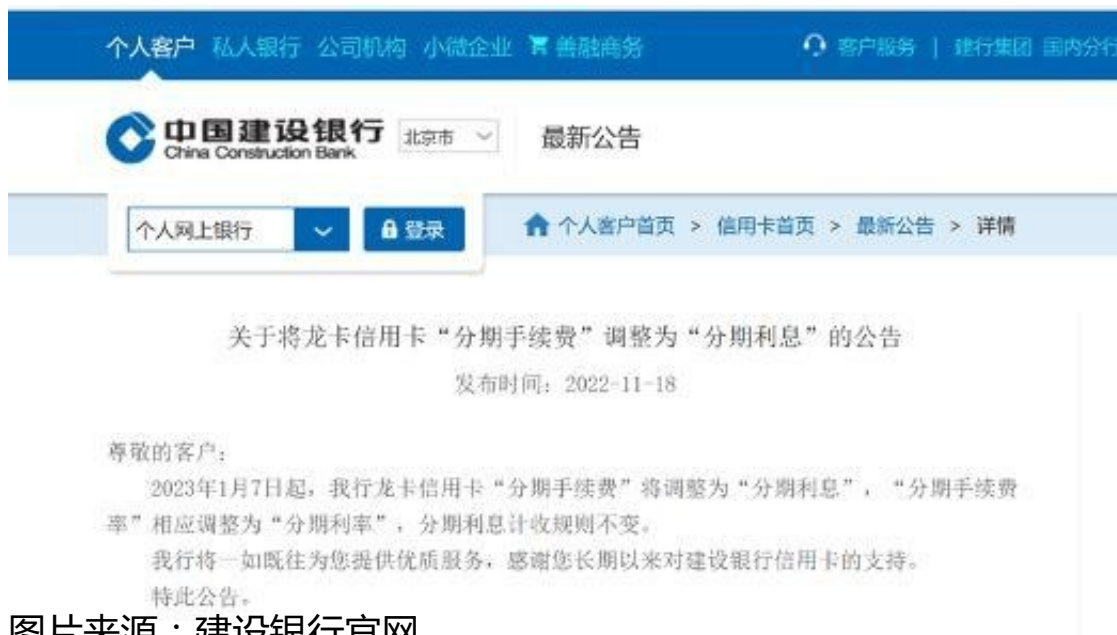 个人客户 私人银行 公司机构 小微企业 善融商务 客户服务 | 建行集团 国内分行
中国建设银行 北京市 最新公告
China Construction Bank
个人网上银行 登录 个人客户首页 > 信用卡首页 > 最新公告 > 详情
关于将龙卡信用卡“分期手续费”调整为“分期利息”的公告
发布时间：2022-11-18
尊敬的客户：
2023年1月7日起，我行龙卡信用卡“分期手续费”将调整为“分期利息”，“分期手续费
率”相应调整为“分期利率”，分期利息计收规则不变。
我行将一如既往为您提供优质服务，感谢您长期以来对建设银行信用卡的支持。
特此公告。
图片来源：建设银行官网